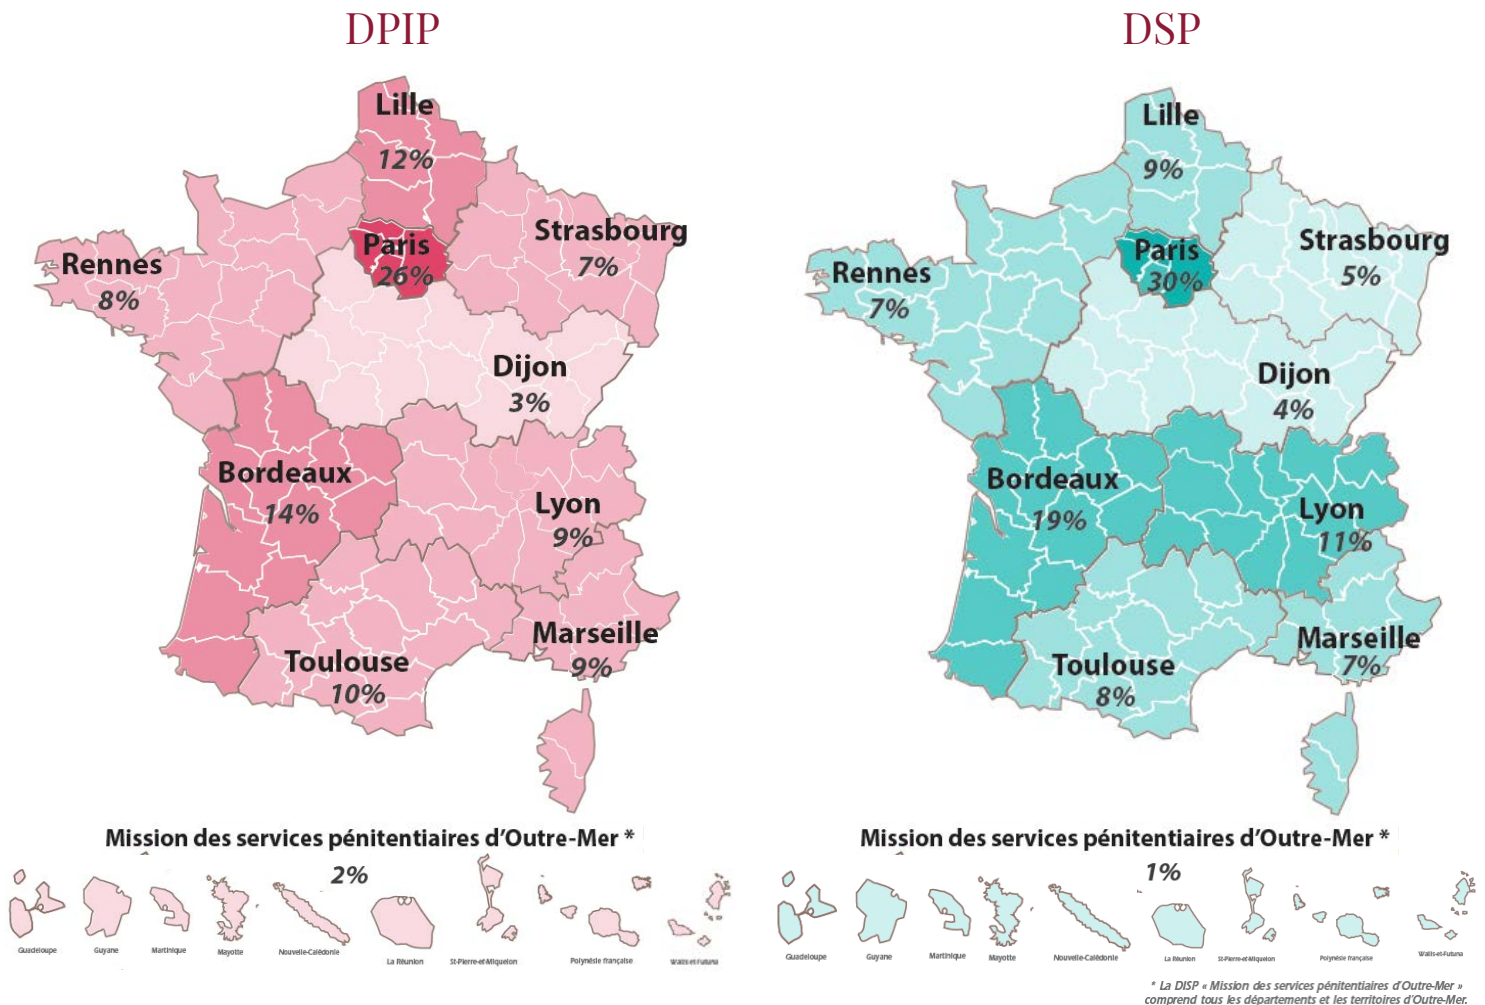 DPIP
Lille
12%
Paris
26%
Strasbourg
7%
Rennes
8%
Dijon
3%
Bordeaux
14%
Lyon
9%
Marseille
9%
Toulouse
10%
Mission des services pénitentiaires d'Outre-Mer *
2%
Guadeloupe
Guyane
Martinique
Mayotte
Nouvelle-Calédonie
La Réunion
St-Pierre-et-Miquelon
Polynésie française
Wallis-et-Futuna
DSP
Lille
9%
Paris
30%
Strasbourg
5%
Rennes
7%
Dijon
4%
Bordeaux
19%
Lyon
11%
Marseille
7%
Toulouse
8%
Mission des services pénitentiaires d'Outre-Mer *
1%
Guadeloupe
Guyane
Martinique
Mayotte
Nouvelle-Calédonie
La Réunion
St-Pierre-et-Miquelon
Polynésie française
Wallis-et-Futuna
* La DISP « Mission des services pénitentiaires d'Outre-Mer »
comprend tous les départements et les territoires d'Outre-Mer.